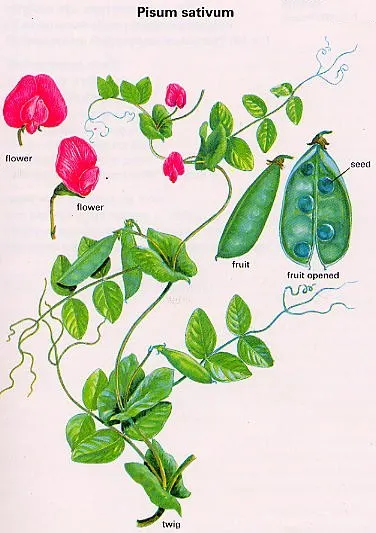 Pisum sativum
flower
flower
seed
fruit
fruit opened
twig